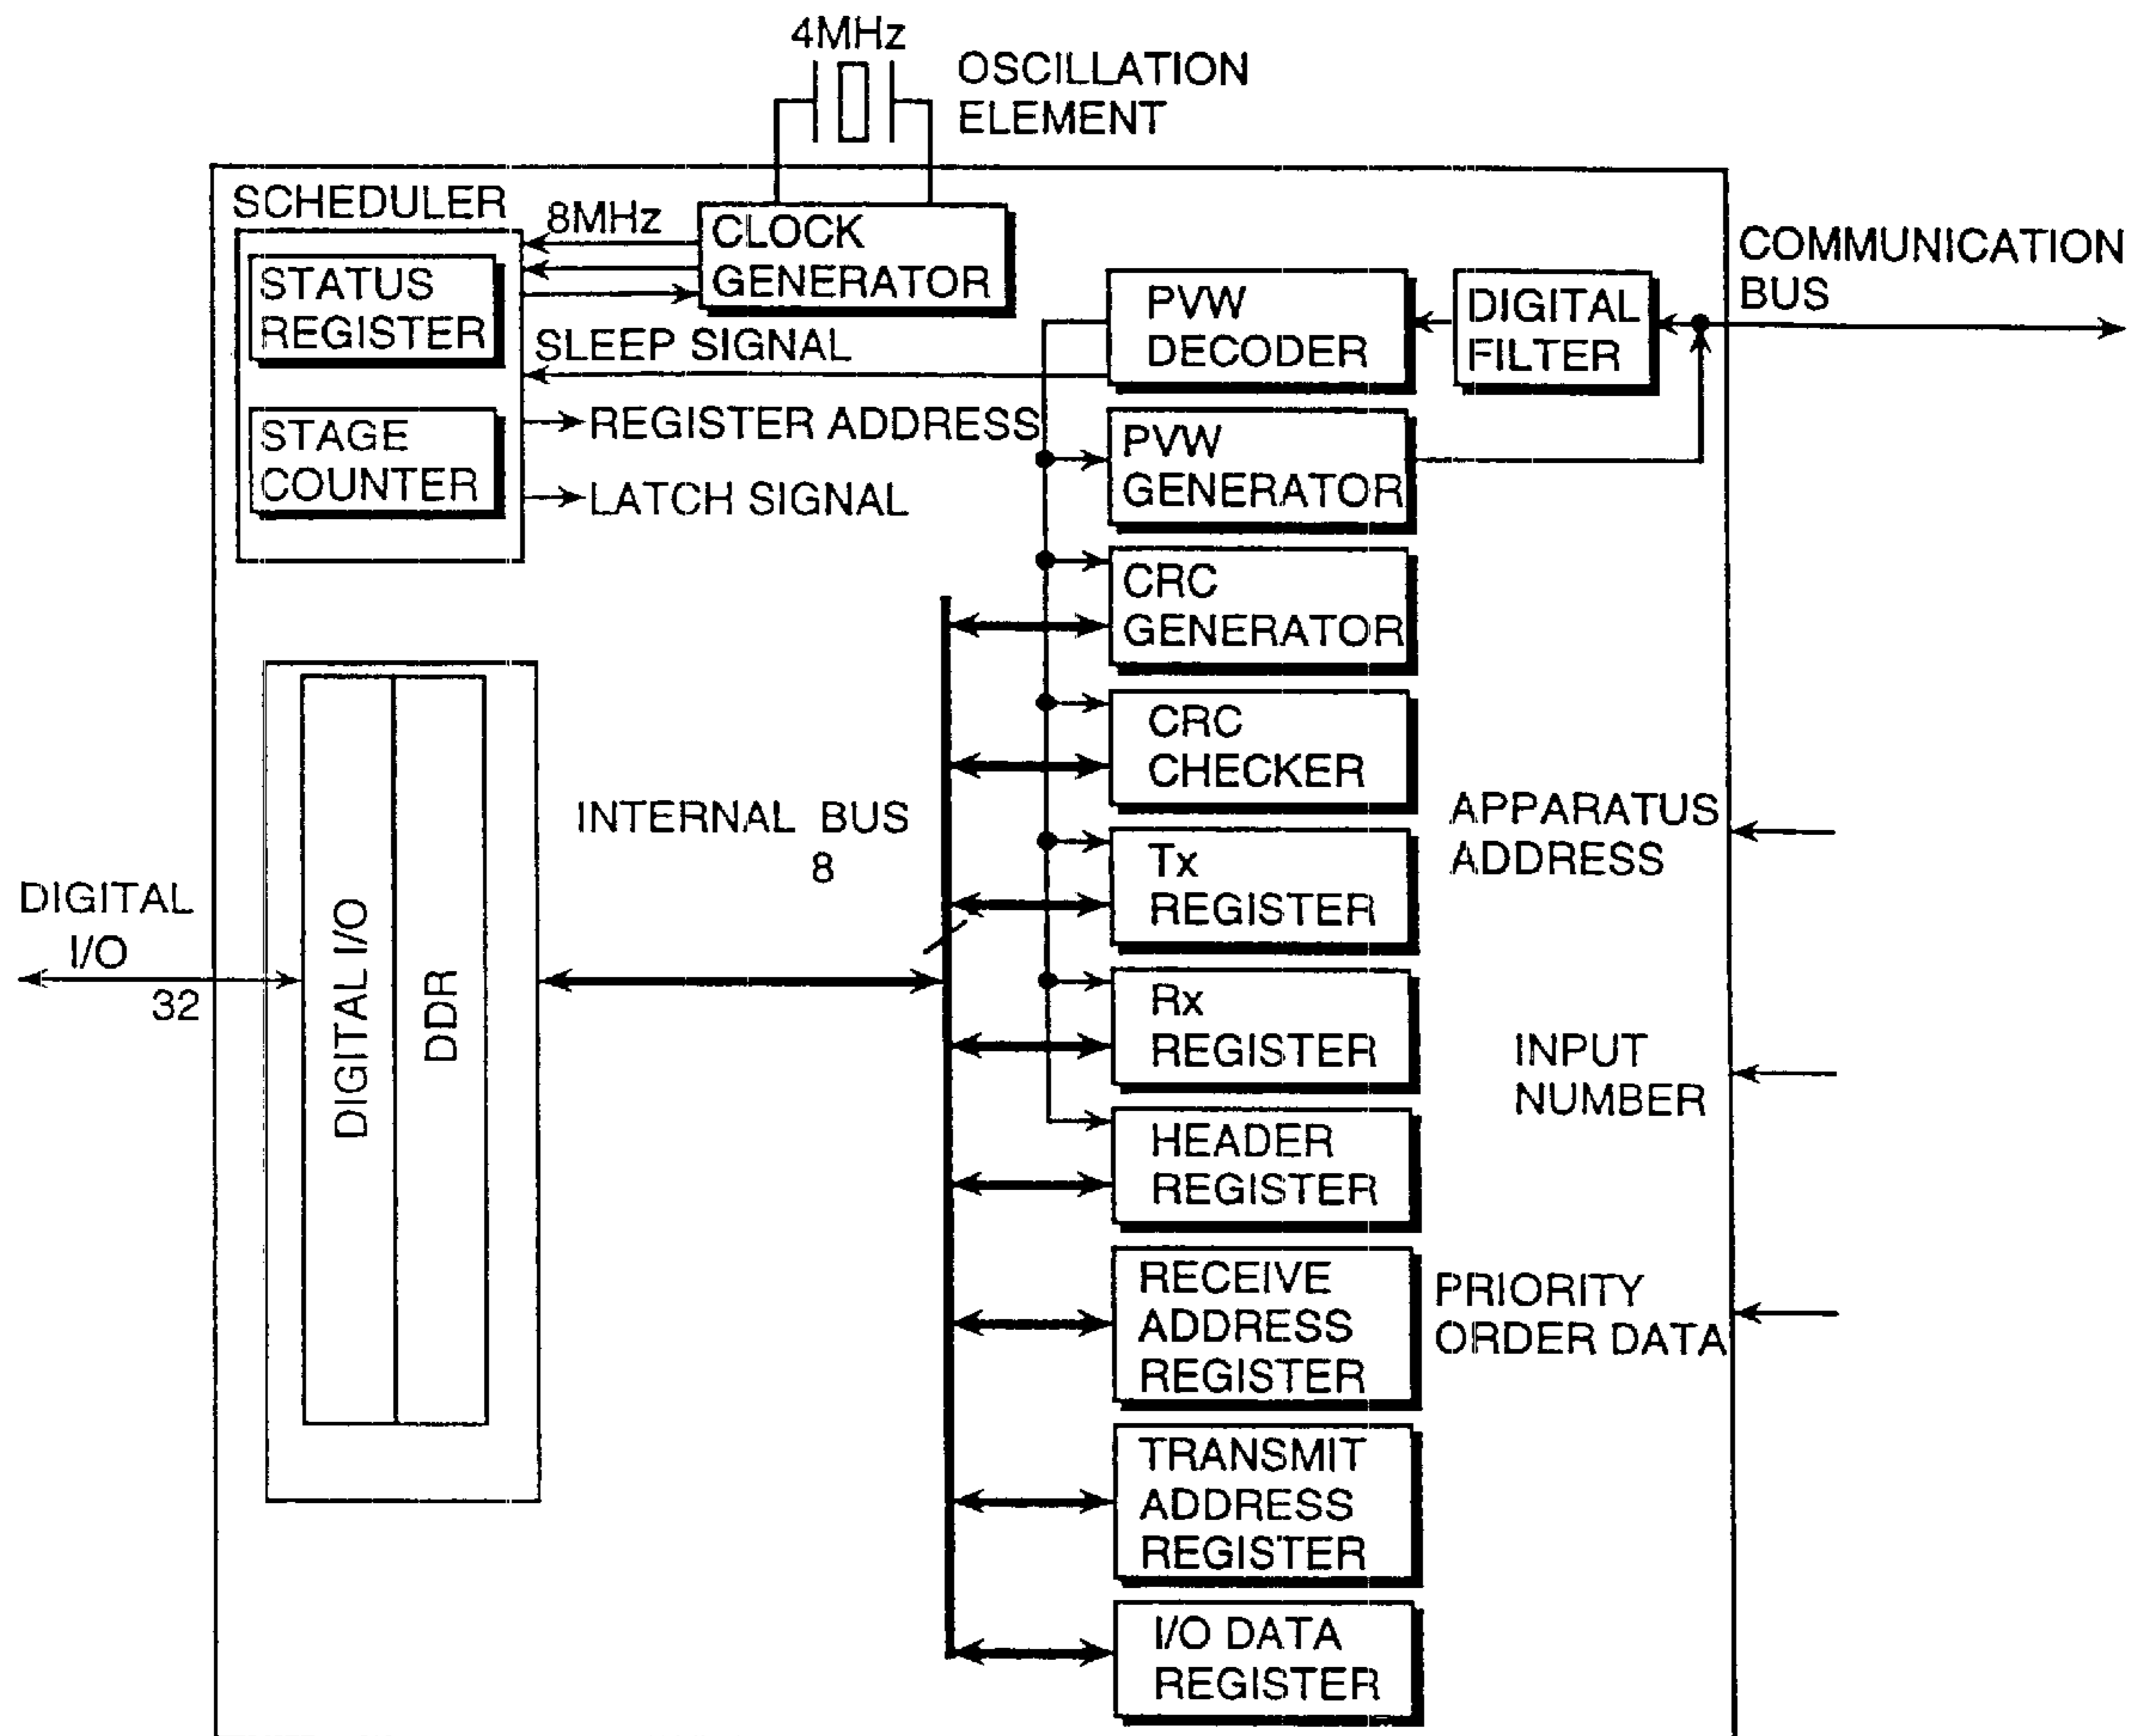 4MHz
OSCILLATION
ELEMENT
SCHEDULER
8MHz
CLOCK
GENERATOR
STATUS
REGISTER
SLEEP SIGNAL
STAGE
COUNTER
REGISTER ADDRESS
LATCH SIGNAL
PVW
DECODER
DIGITAL
FILTER
COMMUNICATION
BUS
PVW
GENERATOR
CRC
GENERATOR
CRC
CHECKER
INTERNAL BUS
8
Tx
REGISTER
APPARATUS
ADDRESS
DIGITAL
I/O
32
DIGITAL I/O
DDR
Rx
REGISTER
INPUT
NUMBER
HEADER
REGISTER
RECEIVE
ADDRESS
REGISTER
PRIORITY
ORDER DATA
TRANSMIT
ADDRESS
REGISTER
I/O DATA
REGISTER